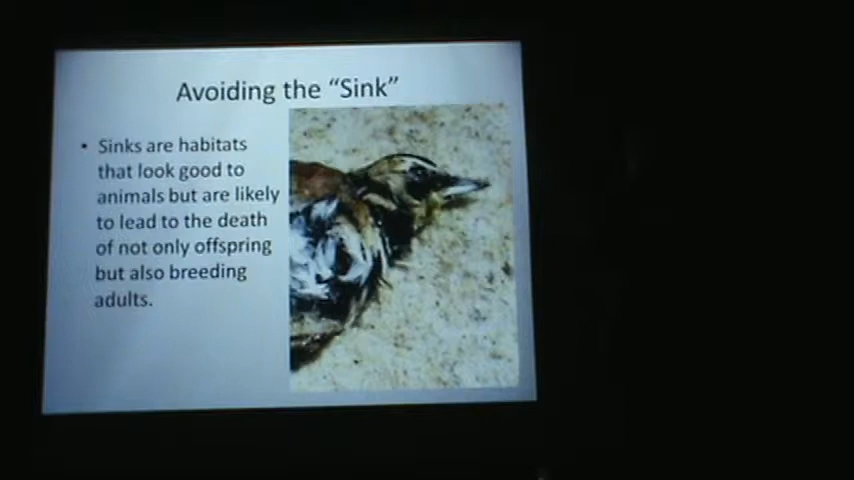 Avoiding the “Sink”
• Sinks are habitats
that look good to
animals but are likely
to lead to the death
of not only offspring
but also breeding
adults.